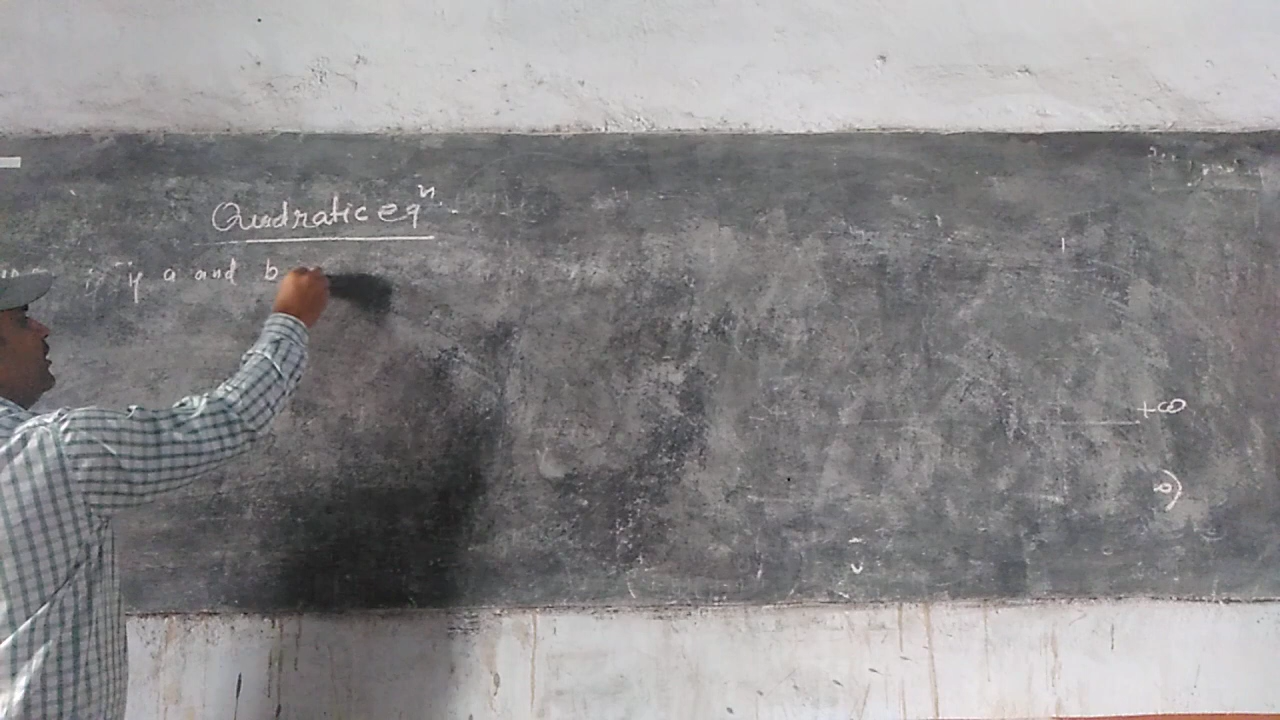 Quadratic eqn.
if a and b
+∞